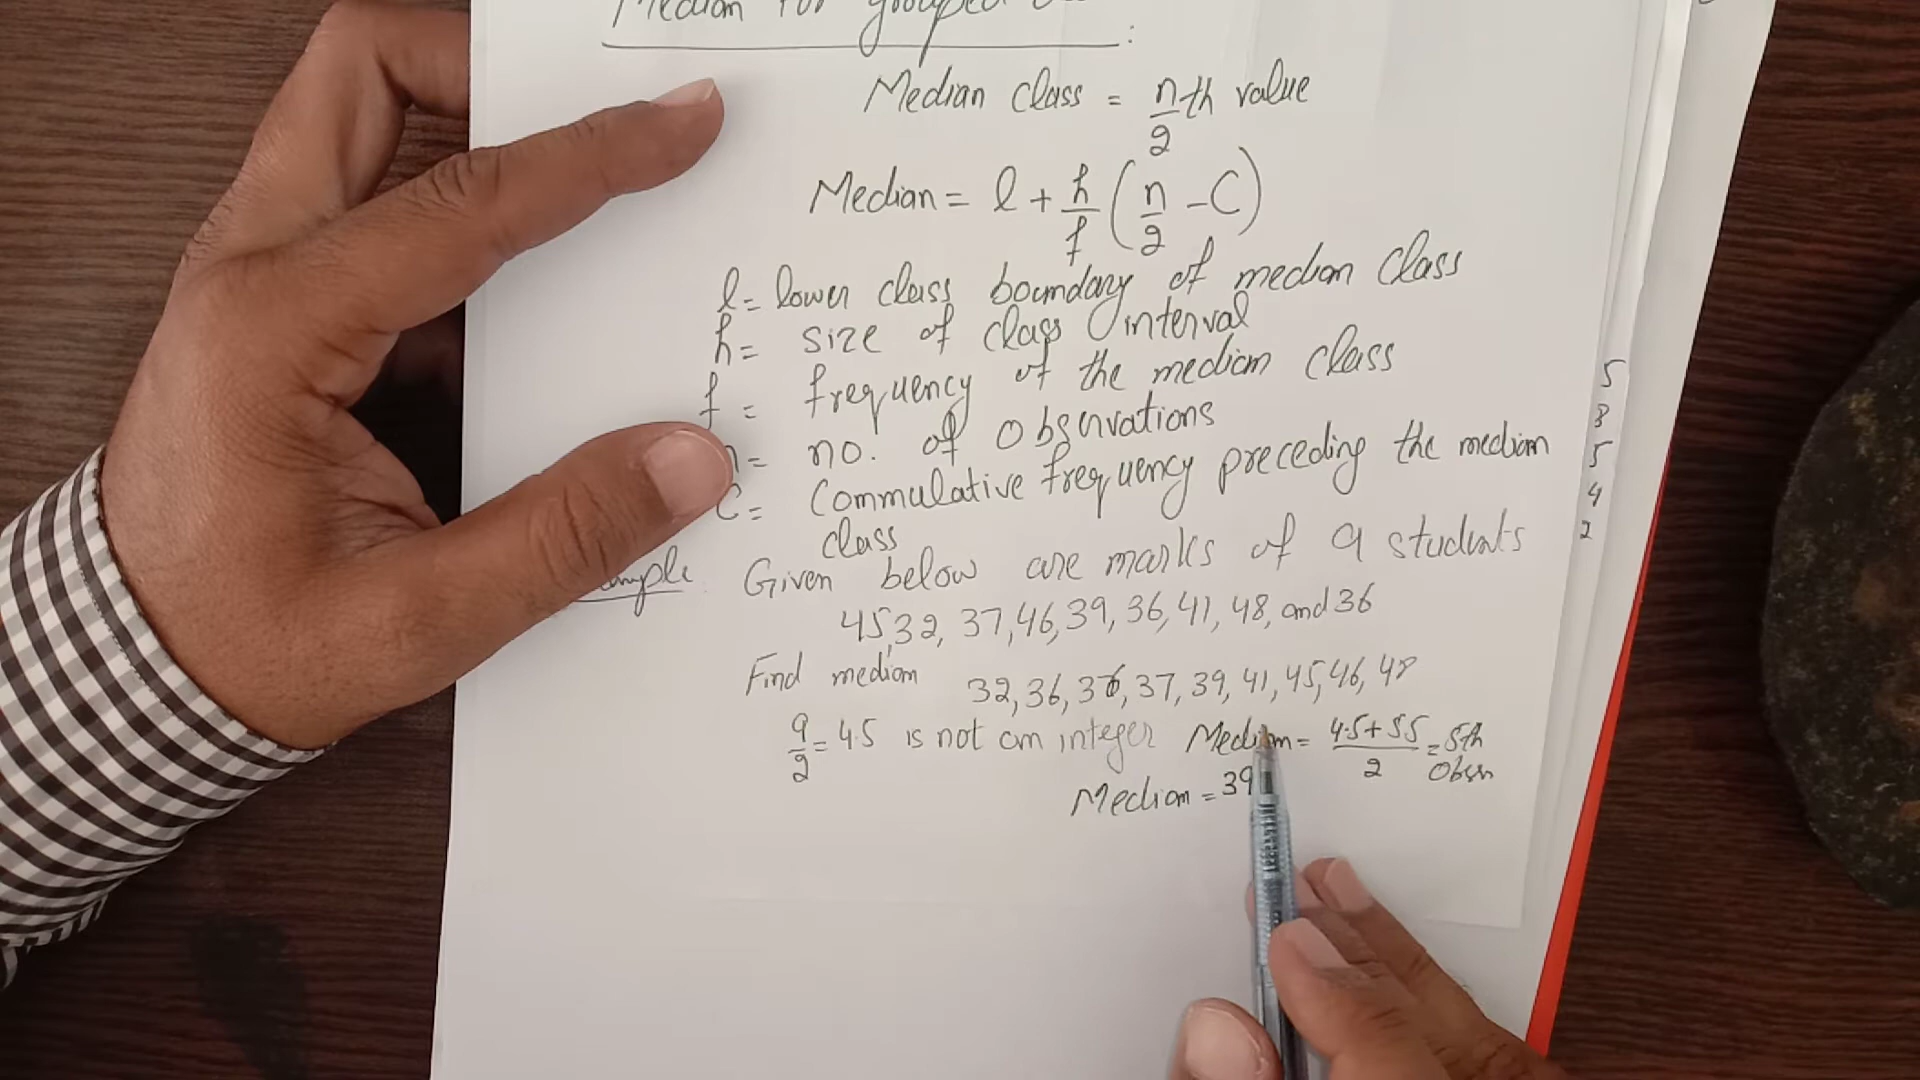 Median for grouped
:
Median Class = n/2 th value
Median = l + h/f (n/2 - C)
l = lower class boundary of median Class
h = size of class interval
f = frequency of the median class
n = no. of Observations
C = Commulative frequency preceding the median
class
Given below are marks of 9 students
45, 32, 37, 46, 39, 36, 41, 48, and 36
Find median 32, 36, 36, 37, 39, 41, 45, 46, 48
9/2 = 4.5 is not an integer Median = 4.5+5.5/2 = 5th
Obsn
Median = 39
5
3
5
4
2